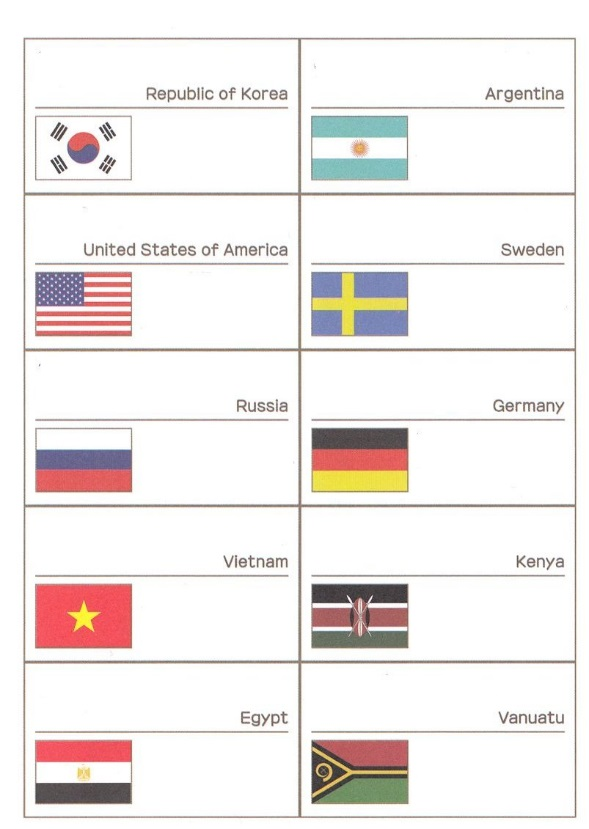 Republic of Korea
Argentina
United States of America
Sweden
Russia
Germany
Vietnam
Kenya
Egypt
Vanuatu